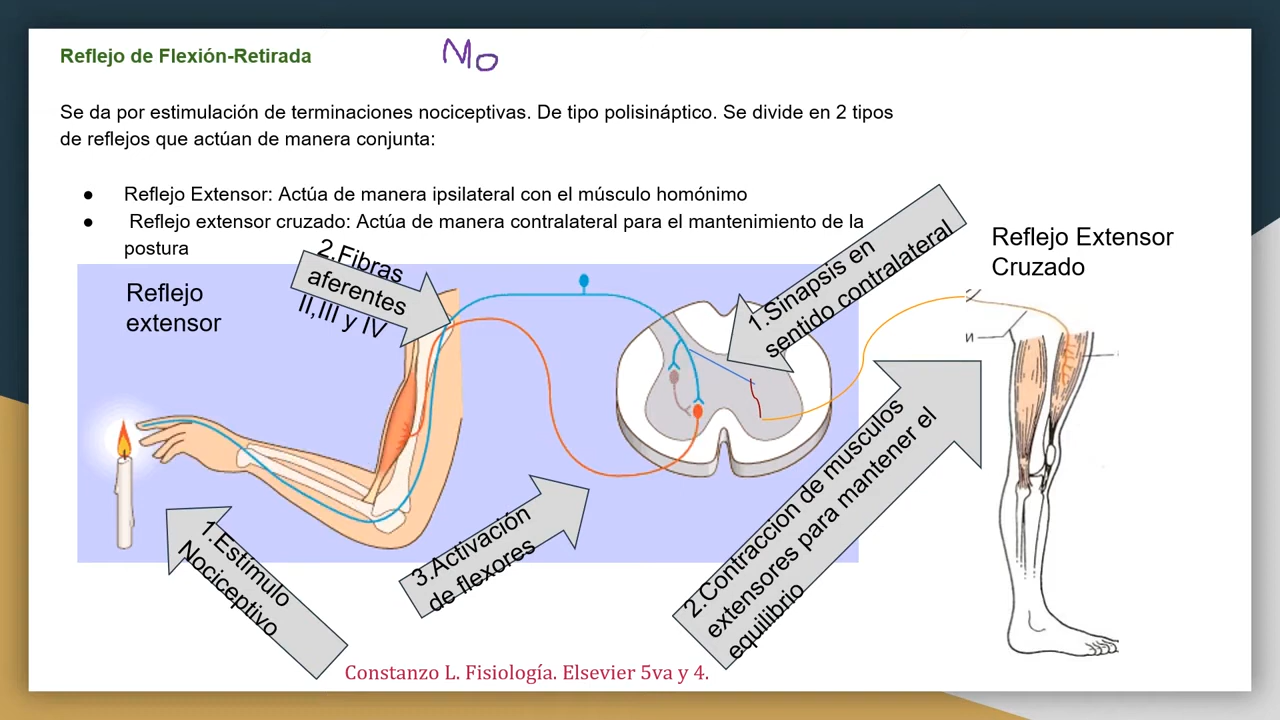 Reflejo de Flexión-Retirada
No
Se da por estimulación de terminaciones nociceptivas. De tipo polisináptico. Se divide en 2 tipos
de reflejos que actúan de manera conjunta:
● Reflejo Extensor: Actúa de manera ipsilateral con el músculo homónimo
● Reflejo extensor cruzado: Actúa de manera contralateral para el mantenimiento de la
postura
Reflejo
extensor
2.Fibras
aferentes
II,III y IV
1.Sinapsis en
sentido contralateral
Reflejo Extensor
Cruzado
1.Estímulo
Nociceptivo
3.Activación
de flexores
2.Contraccion de musculos
extensores para mantener el
equilibrio
Constanzo L. Fisiología. Elsevier 5va y 4.